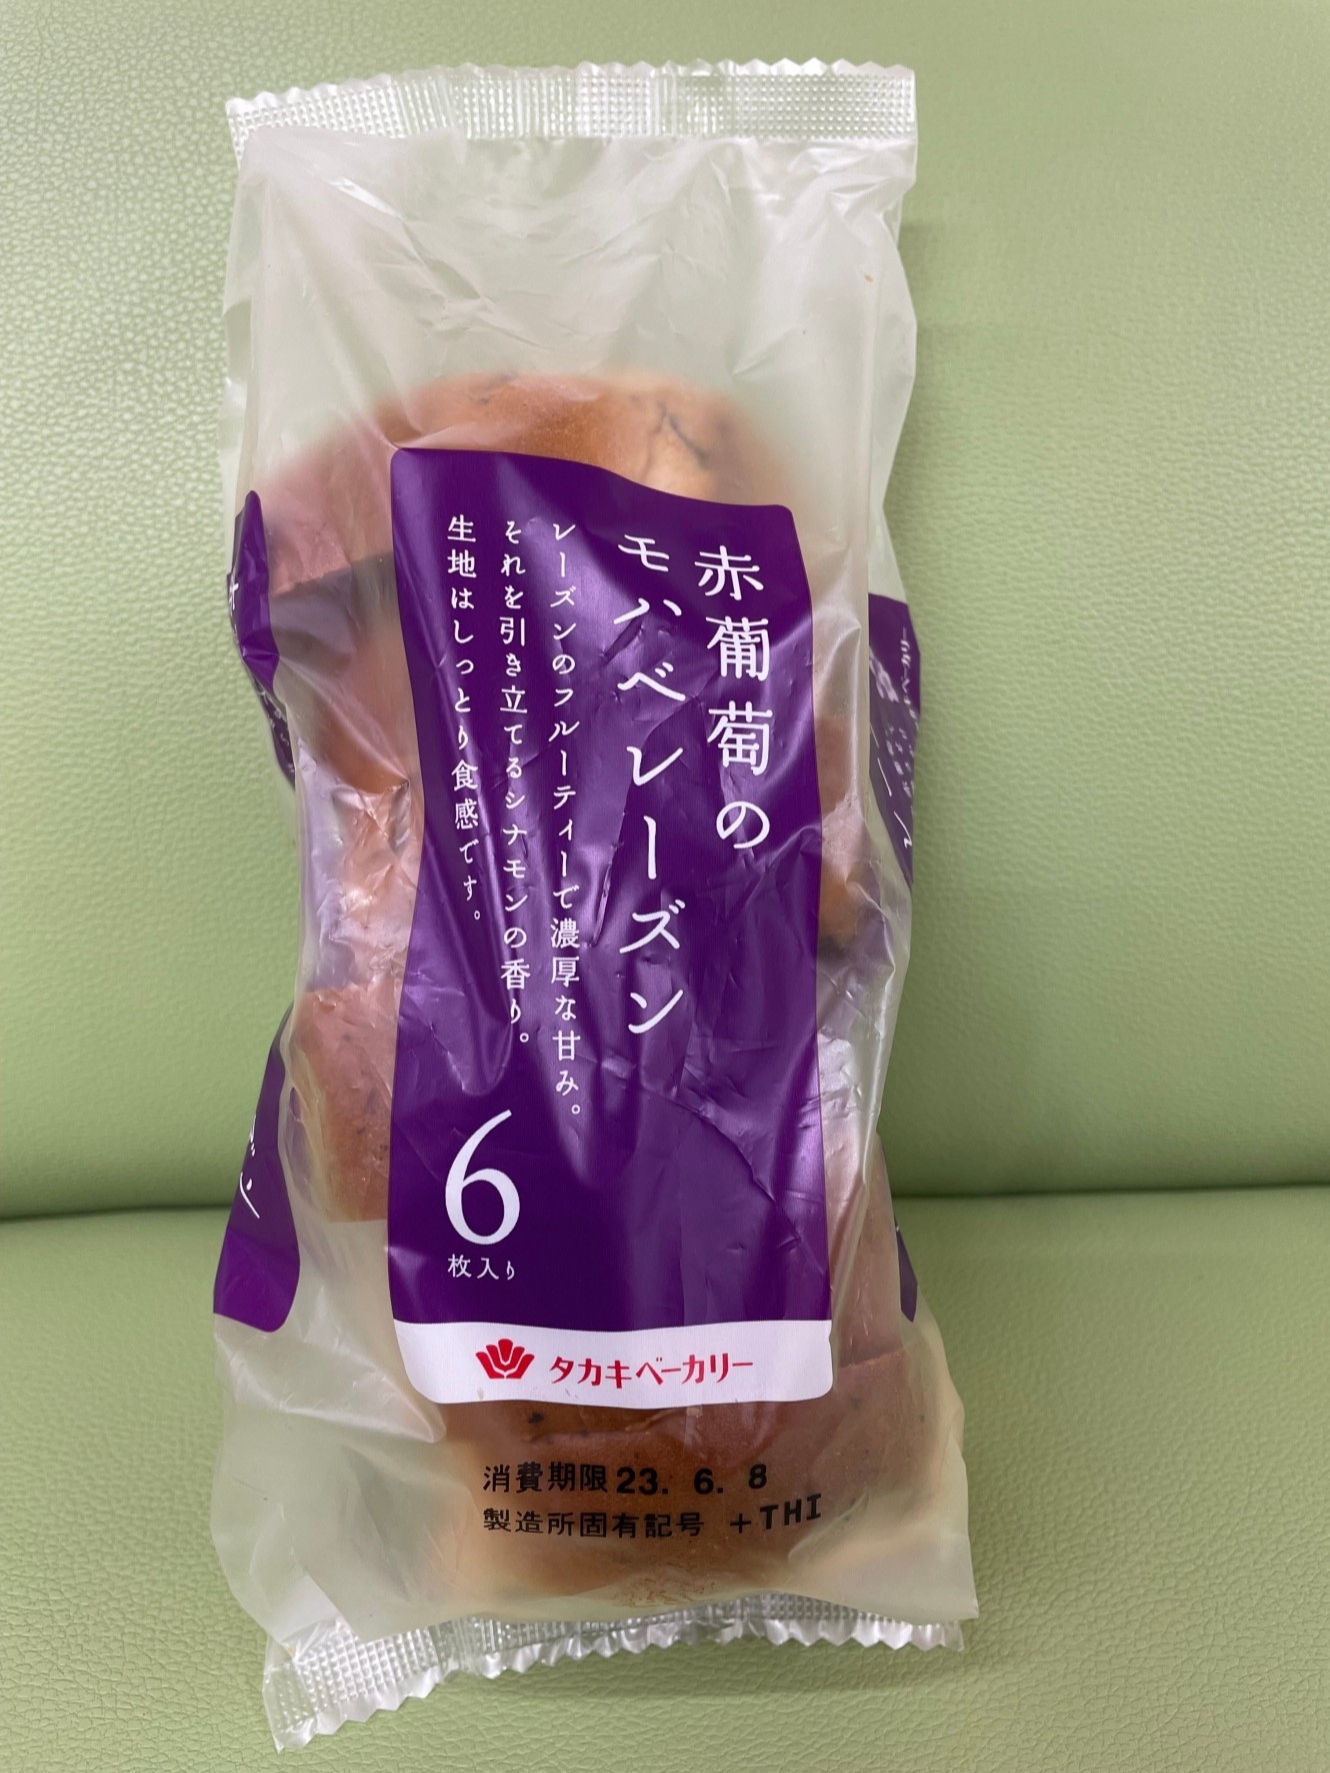 赤葡萄の
モハベレーズン
レーズンのフルーティーで濃厚な甘み。
それを引き立てるシナモンの香り。
生地はしっとり食感です。
6
枚入り
タカキベーカリー
消費期限 23. 6. 8
製造所固有記号 +THI